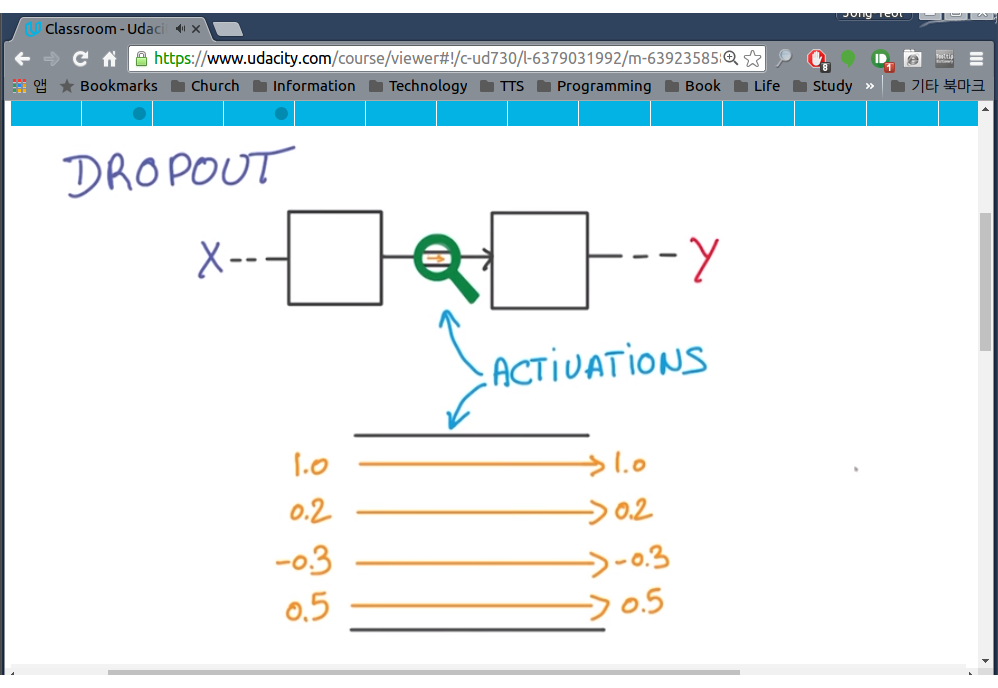 Jong Yeol
Classroom - Udaci
https://www.udacity.com/course/viewer#!/c-ud730/l-6379031992/m-63923585
8
1
앱 Bookmarks Church Information Technology TTS Programming Book Life Study » 기타 북마크
DROPOUT
X Y
ACTIVATIONS
1.0 1.0
0.2 0.2
-0.3 -0.3
0.5 0.5